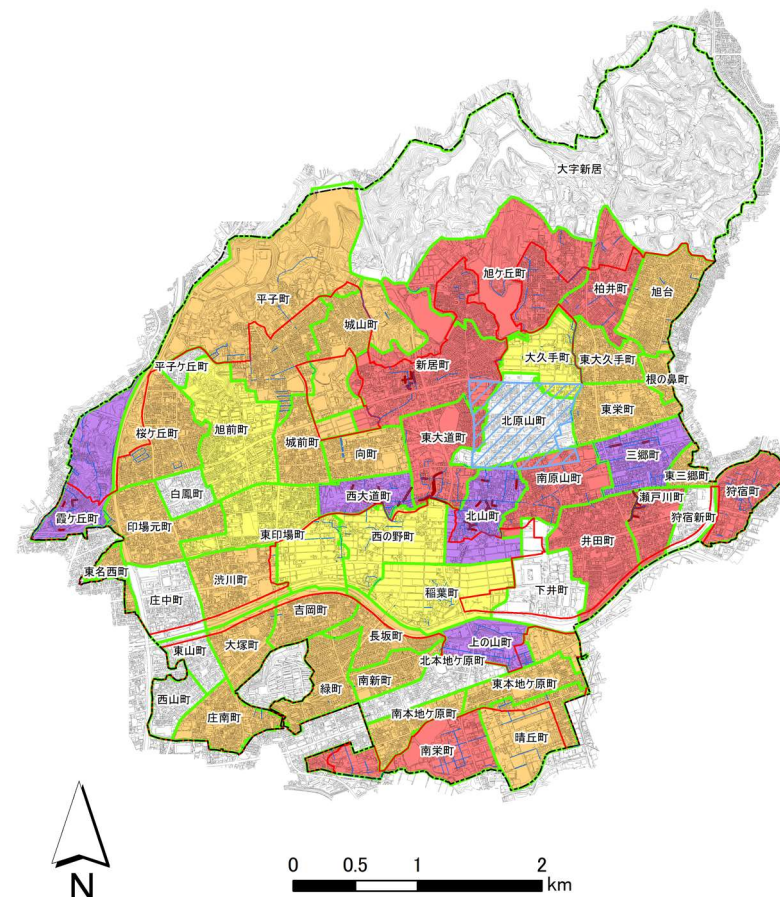 大字新居
旭ケ丘町
柏井町
旭台
平子町
城山町
新居町
大久手町
東大久手町
平子ケ丘町
根の鼻町
北原山町
東栄町
桜ケ丘町
旭前町
城前町
向町
東大道町
三郷町
東三郷町
南原山町
白鳳町
西大道町
瀬戸川町
狩宿町
霞ケ丘町
印場元町
北山町
狩宿新町
東印場町
西の野町
井田町
東名西町
渋川町
庄中町
稲葉町
下井町
吉岡町
長坂町
上の山町
東山町
大塚町
北本地ケ原町
西山町
緑町
南新町
東本地ケ原町
庄南町
南本地ケ原町
南栄町
晴丘町
N
0 0.5 1 2
km